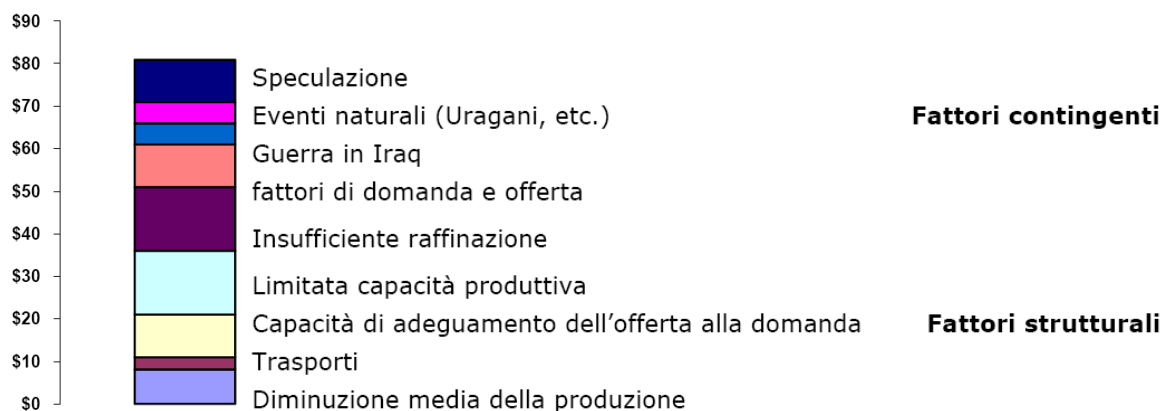 $90
$80
Speculazione
$70
Eventi naturali (Uragani, etc.)
Fattori contingenti
$60
Guerra in Iraq
$50
fattori di domanda e offerta
$40
Insufficiente raffinazione
$30
Limitata capacità produttiva
$20
Capacità di adeguamento dell’offerta alla domanda
Fattori strutturali
$10
Trasporti
$0
Diminuzione media della produzione